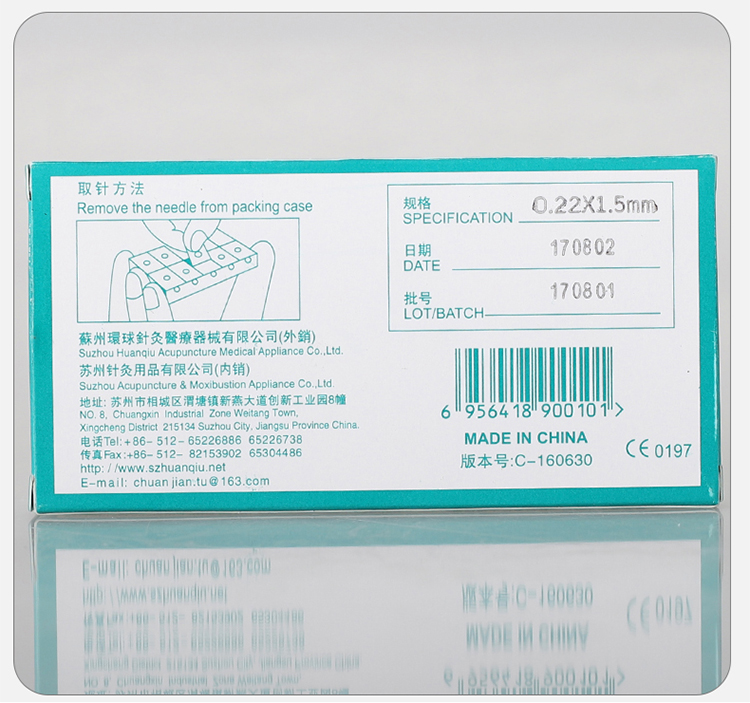 取针方法
Remove the needle from packing case
蘇州環球針灸醫療器械有限公司(外銷)
Suzhou Huanqiu Acupuncture Medical Appliance Co.,Ltd.
苏州针灸用品有限公司(内销)
Suzhou Acupuncture & Moxibustion Appliance Co.,Ltd.
地址: 苏州市相城区渭塘镇新燕大道创新工业园8幢
NO. 8, Chuangxin Industrial Zone Weitang Town,
Xingcheng District 215134 Suzhou City, Jiangsu Province China.
电话Tel:+86-512-65226886 65226738
传真Fax:+86-512-82153902 65304486
http://www.szhuanqiu.net
E-mail: chuanjian.tu@163.com
规格 0.22X1.5mm
SPECIFICATION
日期 170802
DATE
批号 170801
LOT/BATCH
6 956418 900101 >
MADE IN CHINA
版本号:C-160630
CE 0197